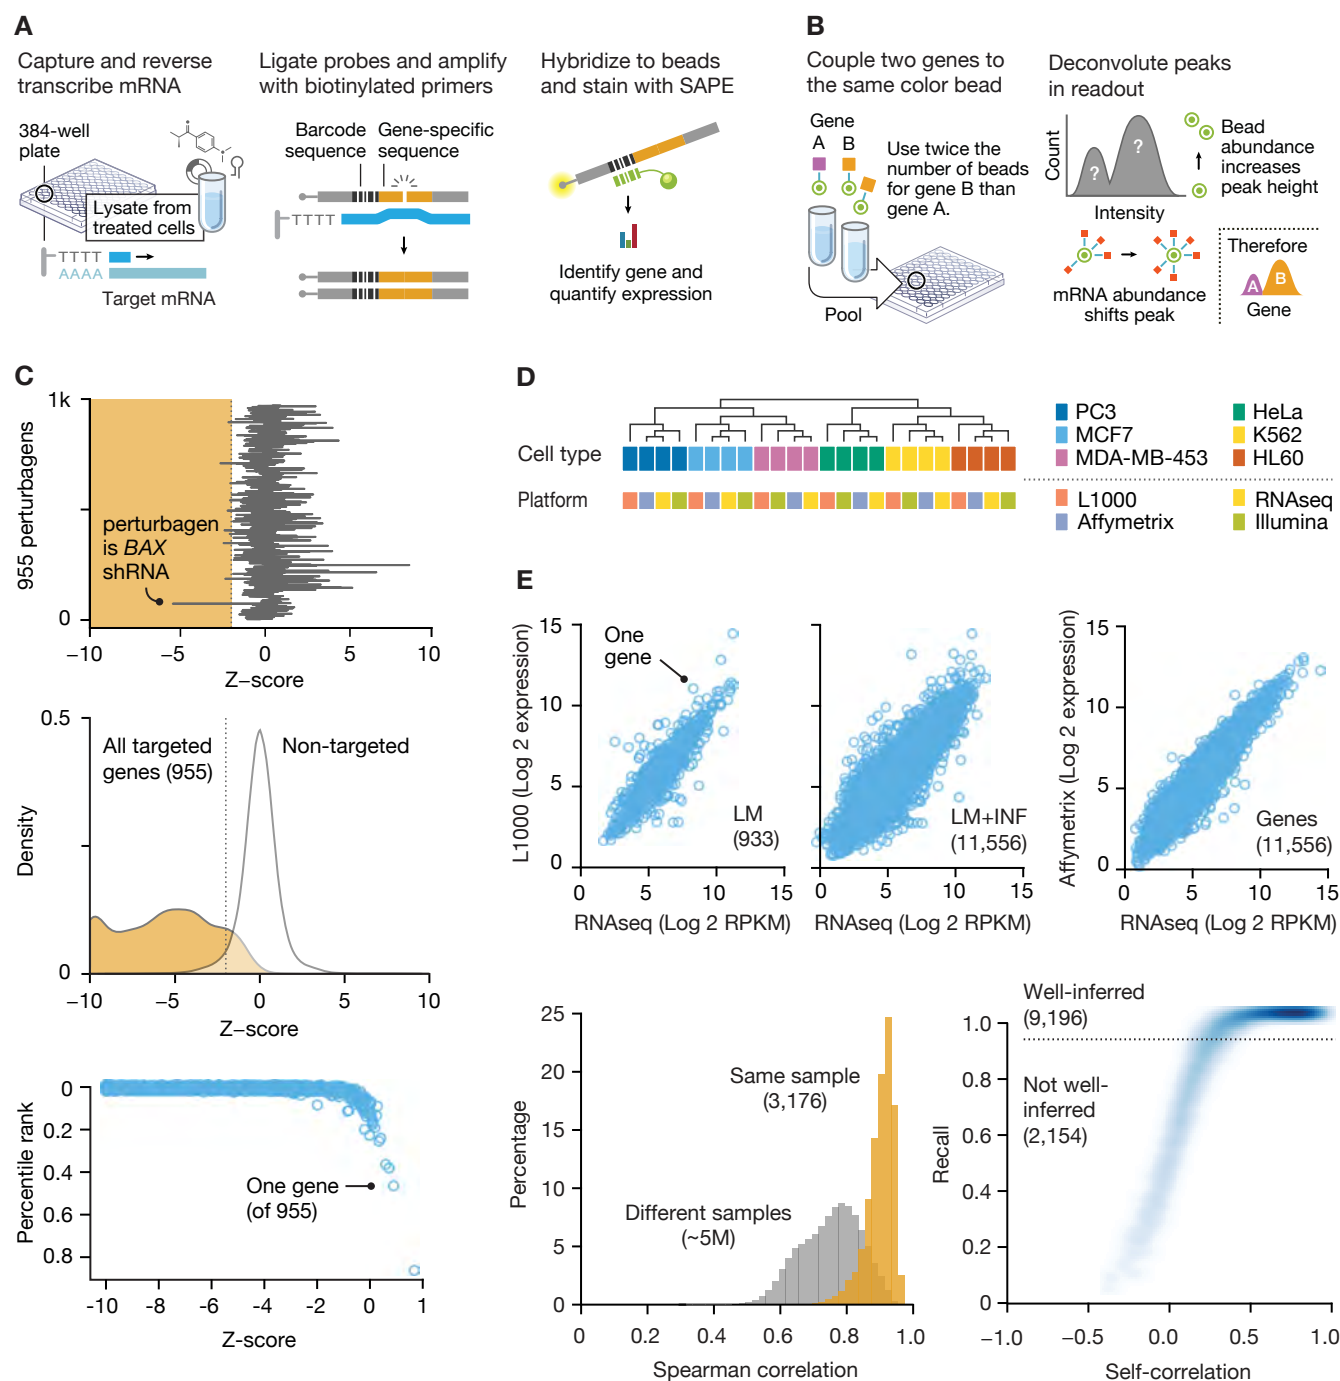 A
Capture and reverse
transcribe mRNA
384-well
plate
Lysate from
treated cells
TTTT
AAAA
Target mRNA
Ligate probes and amplify
with biotinylated primers
Barcode
sequence
Gene-specific
sequence
TTTT
Hybridize to beads
and stain with SAPE
Identify gene and
quantify expression
B
Couple two genes to
the same color bead
Gene
A B
Use twice the
number of beads
for gene B than
gene A.
Pool
Deconvolute peaks
in readout
Count
? ?
Intensity
Bead
abundance
increases
peak height
mRNA abundance
shifts peak
Therefore
A B
Gene
C
955 perturbagens
1k
0
perturbagen
is BAX
shRNA
−10 −5 0 5 10
Z−score
Density
0.5
0
All targeted
genes (955)
Non-targeted
−10 −5 0 5 10
Z−score
Percentile rank
0
0.2
0.4
0.6
0.8
One gene
(of 955)
-10 -8 -6 -4 -2 0 1
Z-score
D
Cell type
Platform
PC3
MCF7
MDA-MB-453
HeLa
K562
HL60
L1000
Affymetrix
RNAseq
Illumina
E
L1000 (Log 2 expression)
15
10
5
0
One
gene
LM
(933)
0 5 10 15
RNAseq (Log 2 RPKM)
LM+INF
(11,556)
0 5 10 15
RNAseq (Log 2 RPKM)
Affymetrix (Log 2 expression)
15
10
5
0
Genes
(11,556)
0 5 10 15
RNAseq (Log 2 RPKM)
Percentage
25
20
15
10
5
0
Same sample
(3,176)
Different samples
(~5M)
0 0.2 0.4 0.6 0.8 1.0
Spearman correlation
Recall
Well-inferred
(9,196)
1.0
0.8
0.6
0.4
0.2
0
Not well-
inferred
(2,154)
−1.0 −0.5 0.0 0.5 1.0
Self-correlation